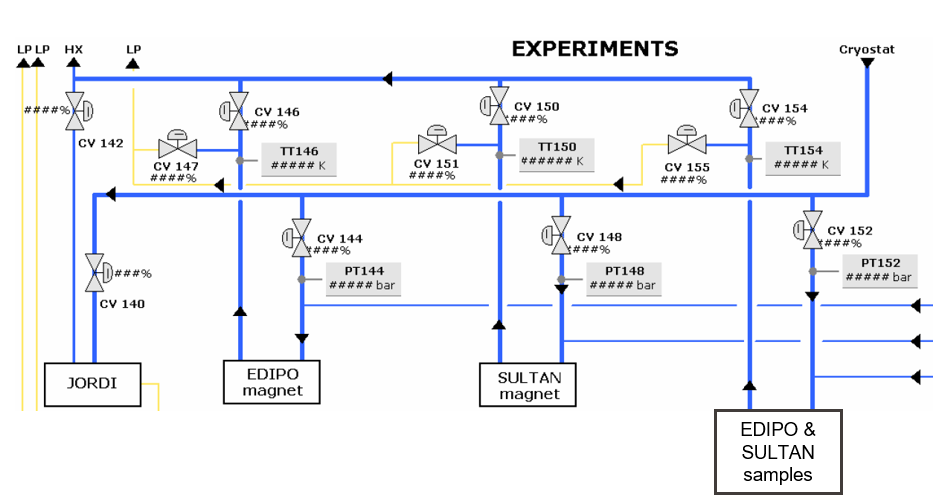 EXPERIMENTS
LP LP HX LP Cryostat
####%
CV 142
CV 146
####%
CV 150
####%
CV 154
####%
CV 147
####%
TT146
##### K
CV 151
####%
TT150
###### K
CV 155
####%
TT154
##### K
CV 144
####%
CV 148
####%
CV 152
####%
###%
CV 140
PT144
##### bar
PT148
##### bar
PT152
##### bar
JORDI
EDIPO
magnet
SULTAN
magnet
EDIPO &
SULTAN
samples